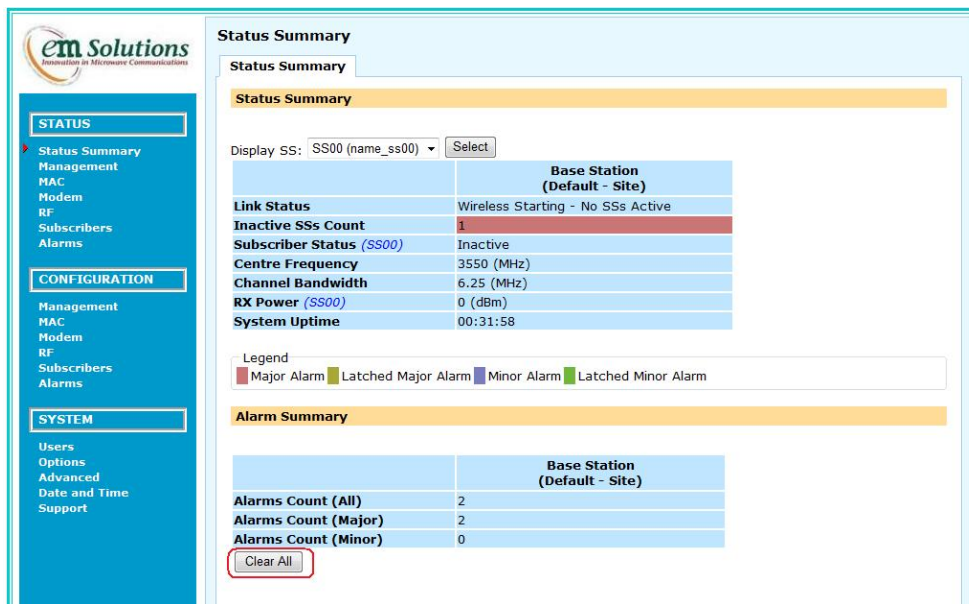 em Solutions
Innovation in Microwave Communications
STATUS
Status Summary
Management
MAC
Modem
RF
Subscribers
Alarms
CONFIGURATION
Management
MAC
Modem
RF
Subscribers
Alarms
SYSTEM
Users
Options
Advanced
Date and Time
Support
Status Summary
Status Summary
Status Summary
Display SS: SS00 (name_ss00) Select
Base Station
(Default - Site)
Link Status Wireless Starting - No SSs Active
Inactive SSs Count 1
Subscriber Status (SS00) Inactive
Centre Frequency 3550 (MHz)
Channel Bandwidth 6.25 (MHz)
RX Power (SS00) 0 (dBm)
System Uptime 00:31:58
Legend
Major Alarm Latched Major Alarm Minor Alarm Latched Minor Alarm
Alarm Summary
Base Station
(Default - Site)
Alarms Count (All) 2
Alarms Count (Major) 2
Alarms Count (Minor) 0
Clear All